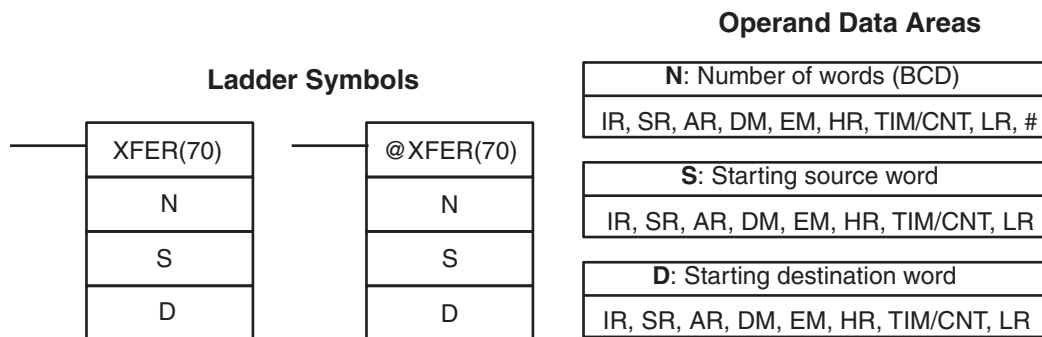 Operand Data Areas
Ladder Symbols
N: Number of words (BCD)
IR, SR, AR, DM, EM, HR, TIM/CNT, LR, #
XFER(70)
@XFER(70)
S: Starting source word
N
N
IR, SR, AR, DM, EM, HR, TIM/CNT, LR
S
S
D: Starting destination word
D
D
IR, SR, AR, DM, EM, HR, TIM/CNT, LR